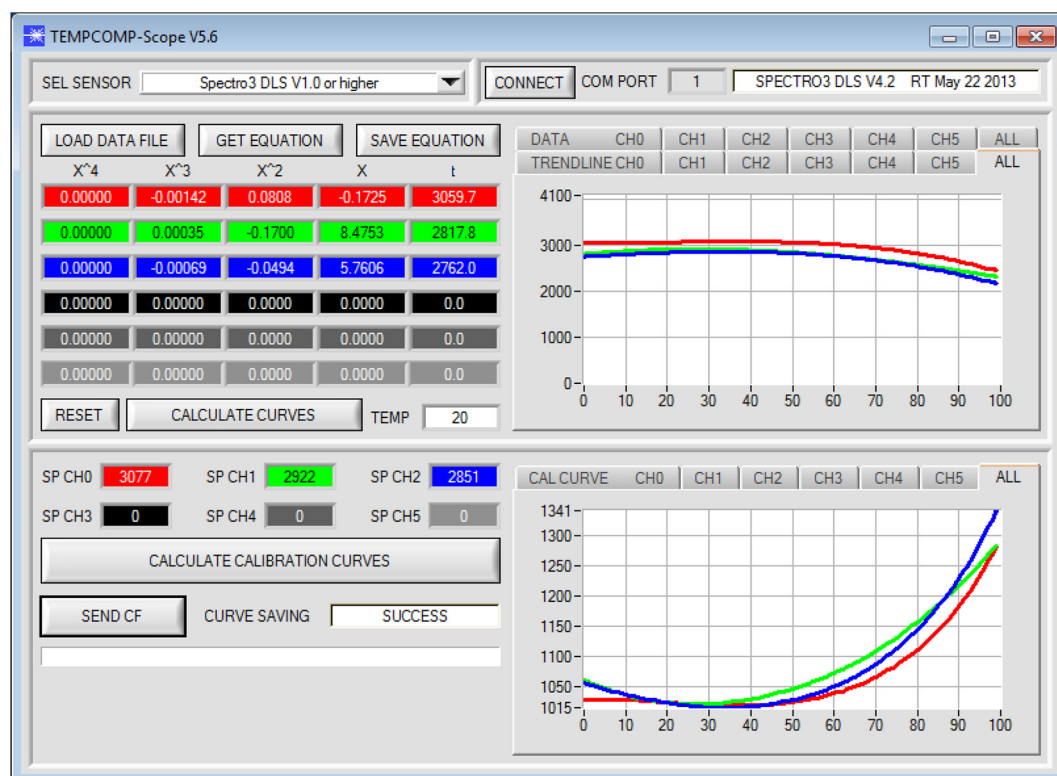 TEMPCOMP-Scope V5.6
SEL SENSOR Spectro3 DLS V1.0 or higher CONNECT COM PORT 1 SPECTRO3 DLS V4.2 RT May 22 2013
LOAD DATA FILE GET EQUATION SAVE EQUATION
X^4 X^3 X^2 X t
0.00000 -0.00142 0.0808 -0.1725 3059.7
0.00000 0.00035 -0.1700 8.4753 2817.8
0.00000 -0.00069 -0.0494 5.7606 2762.0
0.00000 0.00000 0.0000 0.0000 0.0
0.00000 0.00000 0.0000 0.0000 0.0
0.00000 0.00000 0.0000 0.0000 0.0
RESET CALCULATE CURVES TEMP 20
DATA CH0 CH1 CH2 CH3 CH4 CH5 ALL
TRENDLINE CH0 CH1 CH2 CH3 CH4 CH5 ALL
4100
3000
2000
1000
0
0 10 20 30 40 50 60 70 80 90 100
SP CH0 3077 SP CH1 2922 SP CH2 2851
SP CH3 0 SP CH4 0 SP CH5 0
CALCULATE CALIBRATION CURVES
SEND CF CURVE SAVING SUCCESS
CAL CURVE CH0 CH1 CH2 CH3 CH4 CH5 ALL
1341
1300
1250
1200
1150
1100
1050
1015
0 10 20 30 40 50 60 70 80 90 100